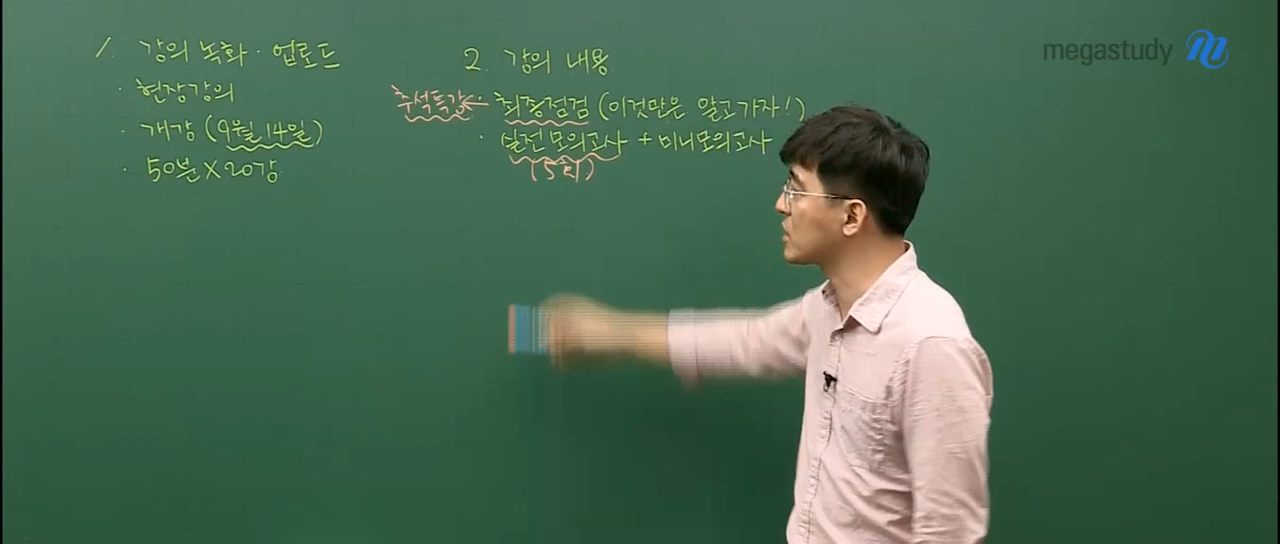 1. 강의 녹화 · 업로드
· 현장강의
· 개강 (9월 14일)
· 50분 X 20강
2. 강의 내용
추석특강 ← · 최종점검 (이것만은 알고가자!)
· 실전모의고사 + 미니모의고사
(5회)
megastudy